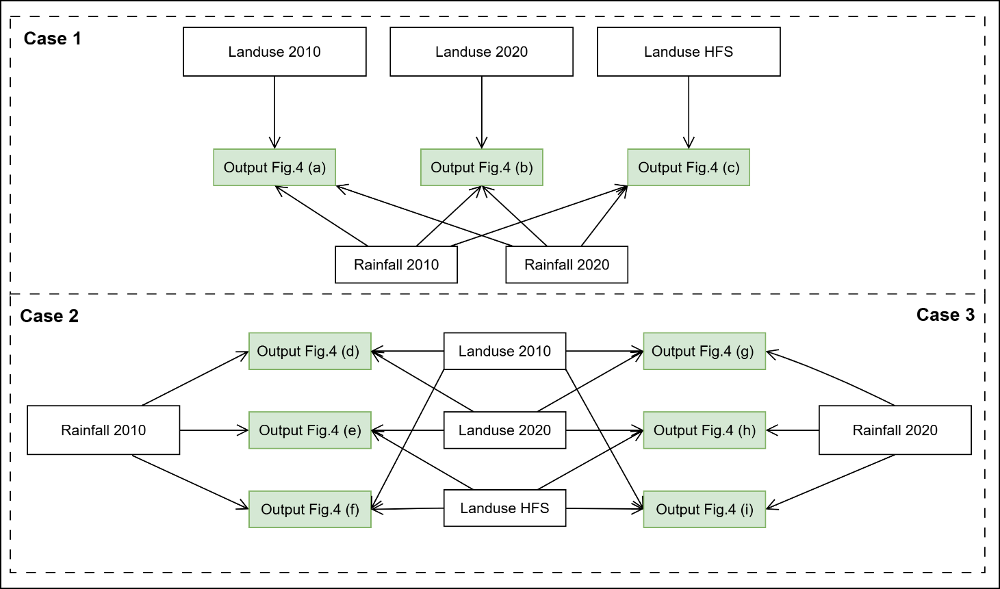 Case 1
Landuse 2010
Landuse 2020
Landuse HFS
Output Fig.4 (a)
Output Fig.4 (b)
Output Fig.4 (c)
Rainfall 2010
Rainfall 2020
Case 2
Case 3
Output Fig.4 (d)
Landuse 2010
Output Fig.4 (g)
Rainfall 2010
Output Fig.4 (e)
Landuse 2020
Output Fig.4 (h)
Rainfall 2020
Output Fig.4 (f)
Landuse HFS
Output Fig.4 (i)